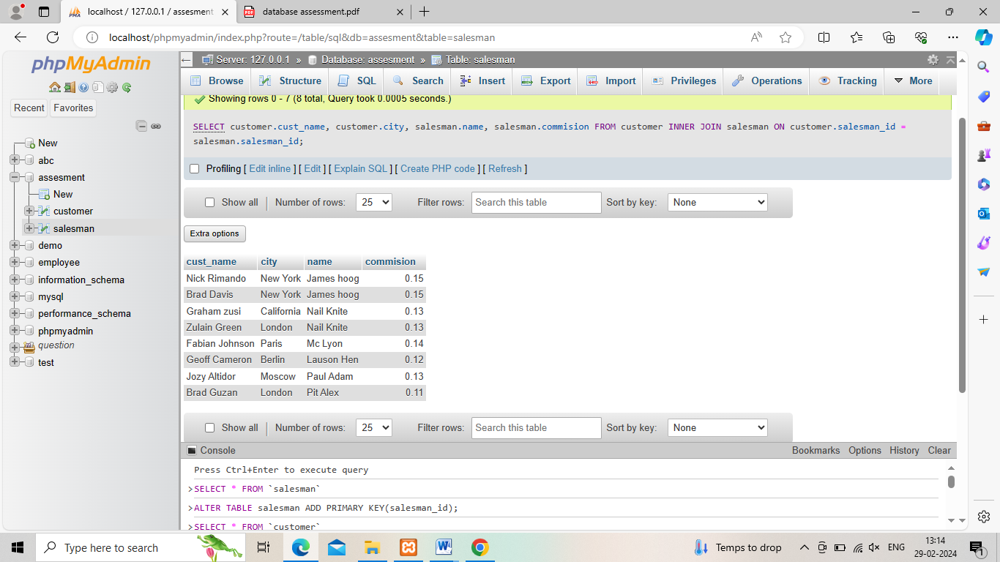 localhost / 127.0.0.1 / assesment
database assessment.pdf
localhost/phpmyadmin/index.php?route=/table/sql&db=assesment&table=salesman
phpMyAdmin
Recent Favorites
New
abc
assesment
New
customer
salesman
demo
employee
information_schema
mysql
performance_schema
phpmyadmin
question
test
Server: 127.0.0.1 » Database: assesment » Table: salesman
Browse Structure SQL Search Insert Export Import Privileges Operations Tracking More
Showing rows 0 - 7 (8 total, Query took 0.0005 seconds.)
SELECT customer.cust_name, customer.city, salesman.name, salesman.commision FROM customer INNER JOIN salesman ON customer.salesman_id =
salesman.salesman_id;
Profiling [ Edit inline ] [ Edit ] [ Explain SQL ] [ Create PHP code ] [ Refresh ]
Show all Number of rows: 25 Filter rows: Search this table Sort by key: None
Extra options
cust_name city name commision
Nick Rimando New York James hoog 0.15
Brad Davis New York James hoog 0.15
Graham zusi California Nail Knite 0.13
Zulain Green London Nail Knite 0.13
Fabian Johnson Paris Mc Lyon 0.14
Geoff Cameron Berlin Lauson Hen 0.12
Jozy Altidor Moscow Paul Adam 0.13
Brad Guzan London Pit Alex 0.11
Show all Number of rows: 25 Filter rows: Search this table Sort by key: None
Console Bookmarks Options History Clear
Press Ctrl+Enter to execute query
>SELECT * FROM `salesman`
>ALTER TABLE salesman ADD PRIMARY KEY(salesman_id);
>SELECT * FROM `customer`
Type here to search
Temps to drop
ENG
13:14
29-02-2024
1